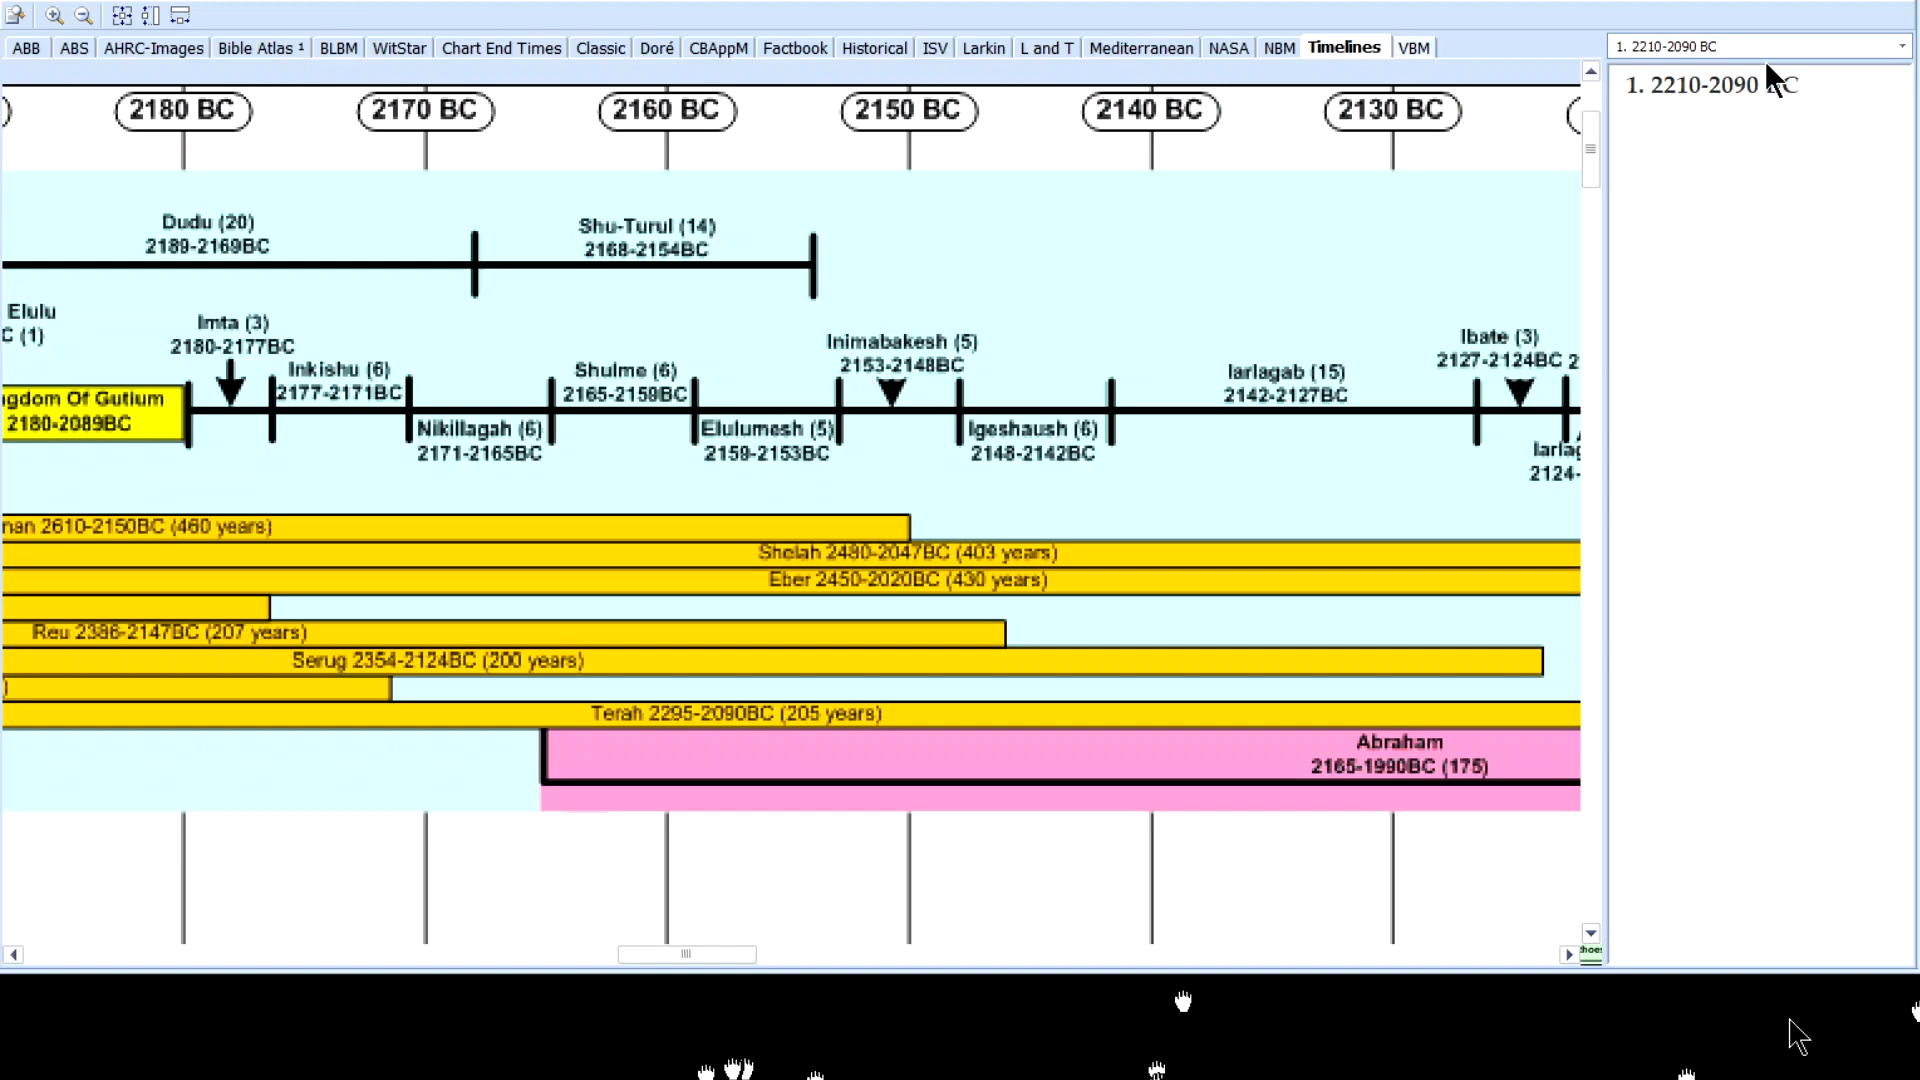 ABB ABS AHRC-Images Bible Atlas ¹ BLBM WitStar Chart End Times Classic Doré CBAppM Factbook Historical ISV Larkin L and T Mediterranean NASA NBM Timelines VBM
1. 2210-2090 BC
1. 2210-2090 BC
2180 BC 2170 BC 2160 BC 2150 BC 2140 BC 2130 BC
Dudu (20)
2189-2169BC
Shu-Turul (14)
2168-2154BC
Elulu
C (1)
Imta (3)
2180-2177BC
Inkishu (6)
2177-2171BC
Shulme (6)
2165-2159BC
Inimabakesh (5)
2153-2148BC
Iarlagab (15)
2142-2127BC
Ibate (3)
2127-2124BC 2
gdom Of Gutium
2180-2089BC
Nikillagah (6)
2171-2165BC
Elulumesh (5)
2159-2153BC
Igeshaush (6)
2148-2142BC
Iarlag
2124-
nan 2610-2150BC (460 years)
Shelah 2480-2047BC (403 years)
Eber 2450-2020BC (430 years)
Reu 2386-2147BC (207 years)
Serug 2354-2124BC (200 years)
)
Terah 2295-2090BC (205 years)
Abraham
2165-1990BC (175)
hoes